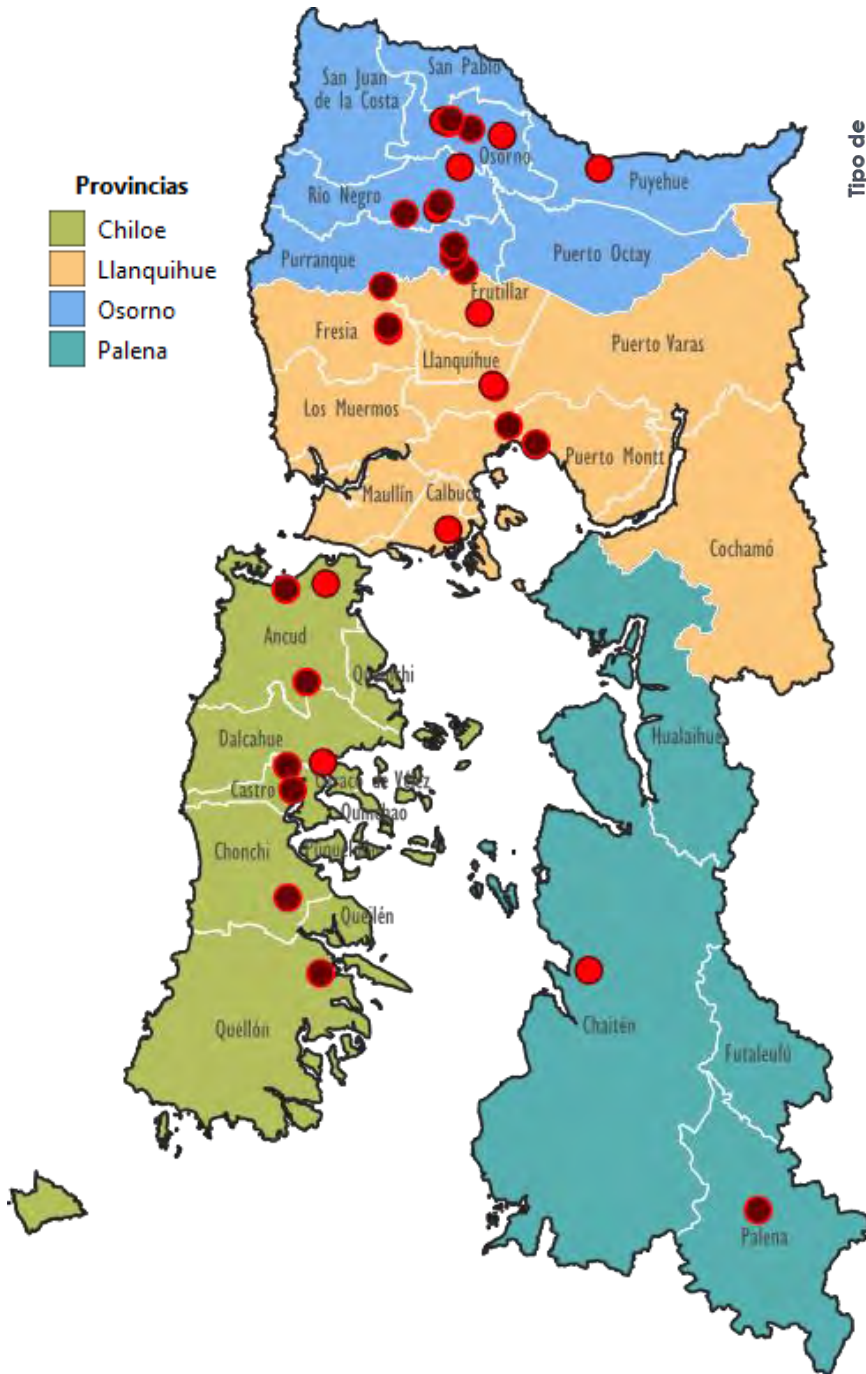 San Pablo
San Juan
de la Costa
Osorno
Tipo de
Puyehue
Provincias
Río Negro
Chiloe
Llanquihue
Osorno
Palena
Purranque
Puerto Octay
Frutillar
Fresia
Puerto Varas
Llanquihue
Los Muermos
Puerto Montt
Maullín
Calbuco
Cochamó
Ancud
Dalcahue
Hualaihue
Castro
Chonchi
Queilén
Quellón
Chaitén
Futaleufú
Palena